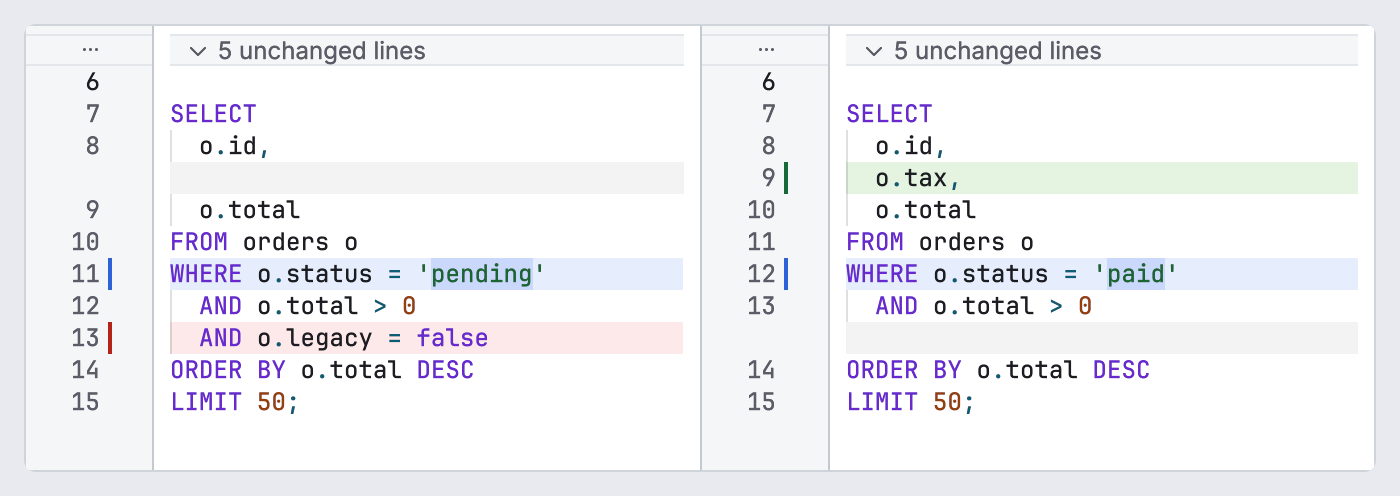 ... 5 unchanged lines
6
7 SELECT
8   o.id,
9   o.total
10 FROM orders o
11 WHERE o.status = 'pending'
12   AND o.total > 0
13   AND o.legacy = false
14 ORDER BY o.total DESC
15 LIMIT 50;
... 5 unchanged lines
6
7 SELECT
8   o.id,
9   o.tax,
10   o.total
11 FROM orders o
12 WHERE o.status = 'paid'
13   AND o.total > 0
14 ORDER BY o.total DESC
15 LIMIT 50;